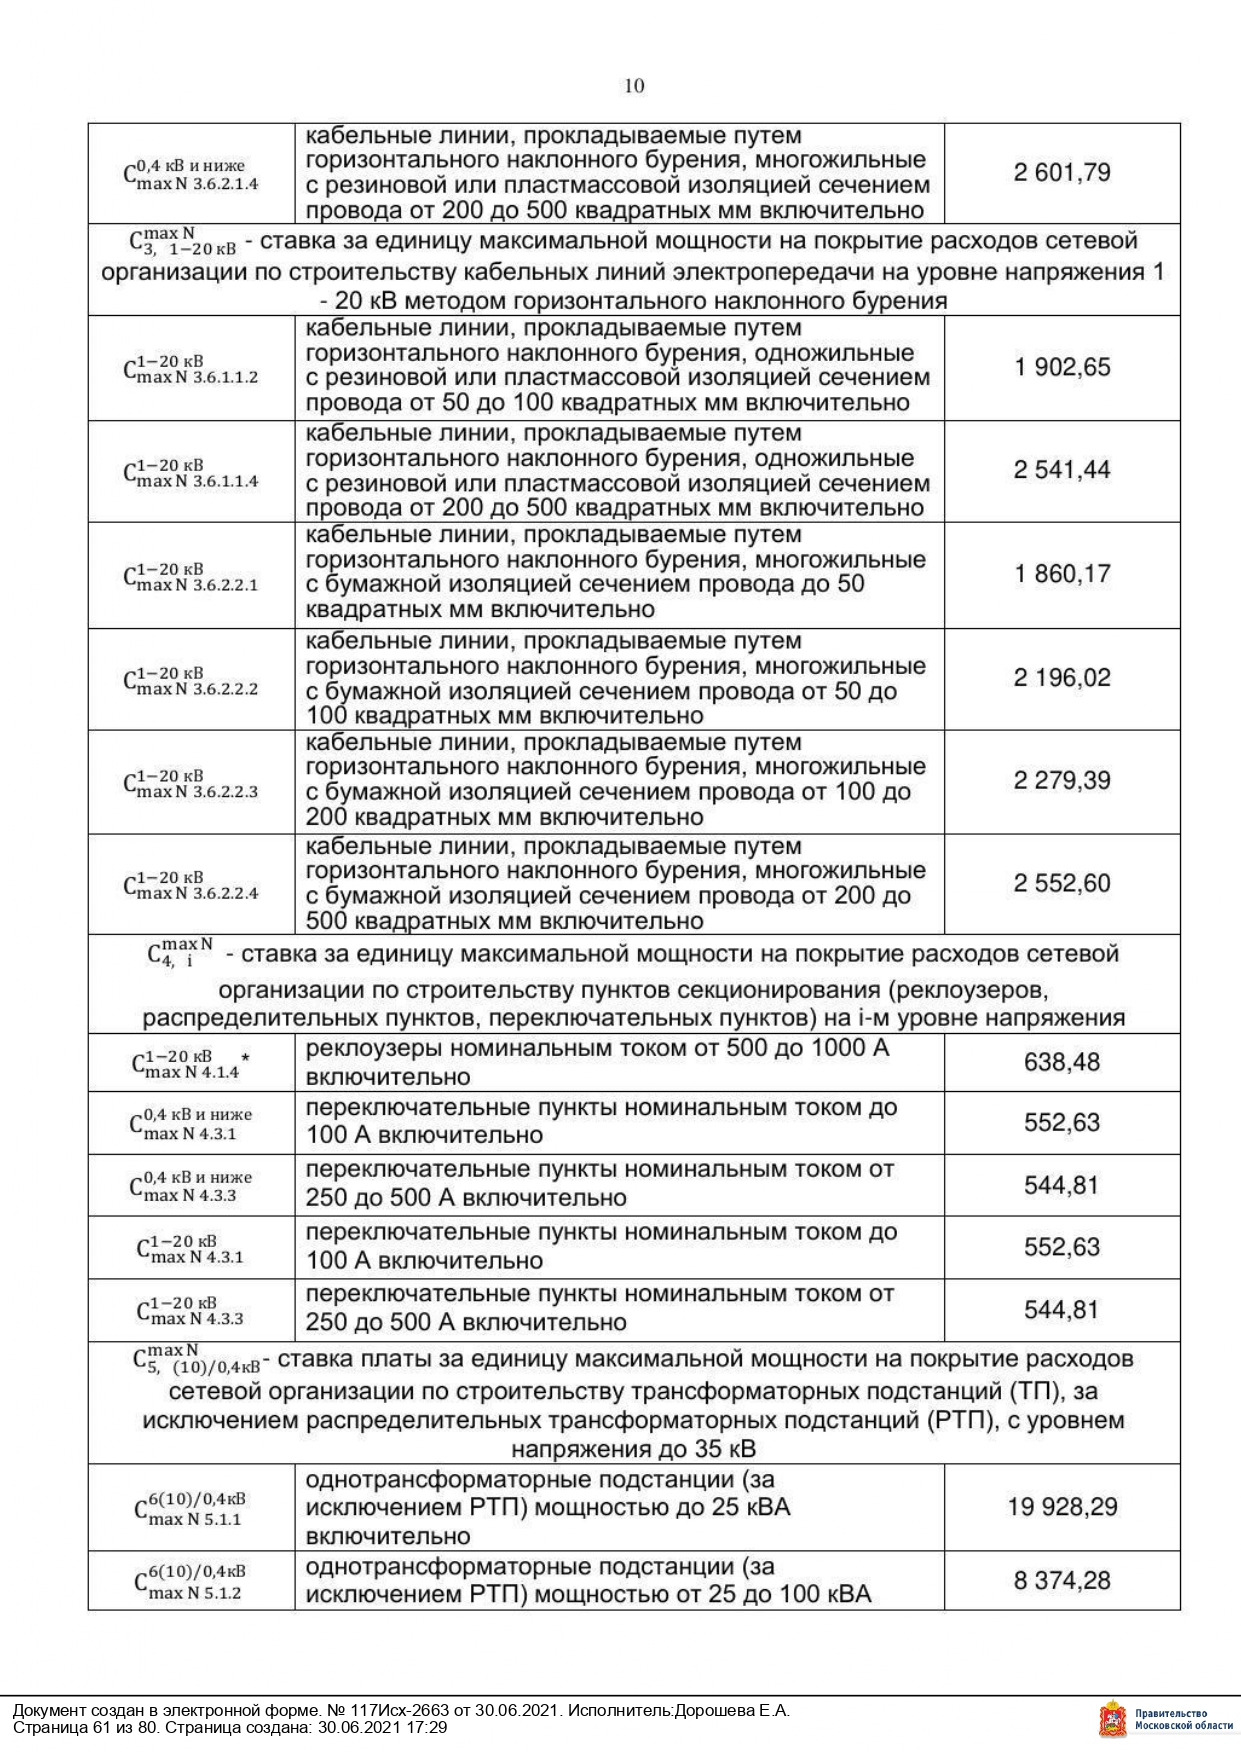 10
C 0,4 кВ и ниже max N 3.6.2.1.4
кабельные линии, прокладываемые путем
горизонтального наклонного бурения, многожильные
с резиновой или пластмассовой изоляцией сечением
провода от 200 до 500 квадратных мм включительно
2 601,79
C max N 3, 1−20 кВ - ставка за единицу максимальной мощности на покрытие расходов сетевой
организации по строительству кабельных линий электропередачи на уровне напряжения 1
- 20 кВ методом горизонтального наклонного бурения
C 1−20 кВ max N 3.6.1.1.2
кабельные линии, прокладываемые путем
горизонтального наклонного бурения, одножильные
с резиновой или пластмассовой изоляцией сечением
провода от 50 до 100 квадратных мм включительно
1 902,65
C 1−20 кВ max N 3.6.1.1.4
кабельные линии, прокладываемые путем
горизонтального наклонного бурения, одножильные
с резиновой или пластмассовой изоляцией сечением
провода от 200 до 500 квадратных мм включительно
2 541,44
C 1−20 кВ max N 3.6.2.2.1
кабельные линии, прокладываемые путем
горизонтального наклонного бурения, многожильные
с бумажной изоляцией сечением провода до 50
квадратных мм включительно
1 860,17
C 1−20 кВ max N 3.6.2.2.2
кабельные линии, прокладываемые путем
горизонтального наклонного бурения, многожильные
с бумажной изоляцией сечением провода от 50 до
100 квадратных мм включительно
2 196,02
C 1−20 кВ max N 3.6.2.2.3
кабельные линии, прокладываемые путем
горизонтального наклонного бурения, многожильные
с бумажной изоляцией сечением провода от 100 до
200 квадратных мм включительно
2 279,39
C 1−20 кВ max N 3.6.2.2.4
кабельные линии, прокладываемые путем
горизонтального наклонного бурения, многожильные
с бумажной изоляцией сечением провода от 200 до
500 квадратных мм включительно
2 552,60
C max N 4, i - ставка за единицу максимальной мощности на покрытие расходов сетевой
организации по строительству пунктов секционирования (реклоузеров,
распределительных пунктов, переключательных пунктов) на i-м уровне напряжения
C 1−20 кВ max N 4.1.4 *
реклоузеры номинальным током от 500 до 1000 А
включительно
638,48
C 0,4 кВ и ниже max N 4.3.1
переключательные пункты номинальным током до
100 А включительно
552,63
C 0,4 кВ и ниже max N 4.3.3
переключательные пункты номинальным током от
250 до 500 А включительно
544,81
C 1−20 кВ max N 4.3.1
переключательные пункты номинальным током до
100 А включительно
552,63
C 1−20 кВ max N 4.3.3
переключательные пункты номинальным током от
250 до 500 А включительно
544,81
C max N 5, (10)/0,4кВ - ставка платы за единицу максимальной мощности на покрытие расходов
сетевой организации по строительству трансформаторных подстанций (ТП), за
исключением распределительных трансформаторных подстанций (РТП), с уровнем
напряжения до 35 кВ
C 6(10)/0,4кВ max N 5.1.1
однотрансформаторные подстанции (за
исключением РТП) мощностью до 25 кВА
включительно
19 928,29
C 6(10)/0,4кВ max N 5.1.2
однотрансформаторные подстанции (за
исключением РТП) мощностью от 25 до 100 кВА
8 374,28
Документ создан в электронной форме. № 117Исх-2663 от 30.06.2021. Исполнитель:Дорошева Е.А.
Страница 61 из 80. Страница создана: 30.06.2021 17:29
Правительство
Московской области